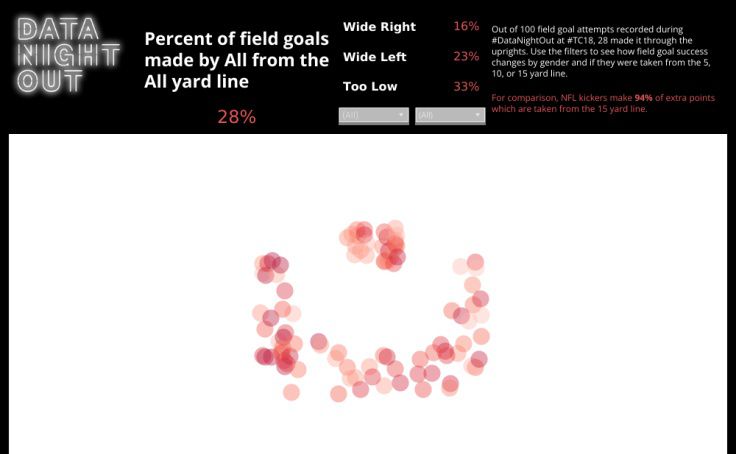 DATA
NIGHT
OUT
Percent of field goals
made by All from the
All yard line
28%
Wide Right 16%
Wide Left 23%
Too Low 33%
(All) (All)
Out of 100 field goal attempts recorded during
#DataNightOut at #TC18, 28 made it through the
uprights. Use the filters to see how field goal success
changes by gender and if they were taken from the 5,
10, or 15 yard line.
For comparison, NFL kickers make 94% of extra points
which are taken from the 15 yard line.